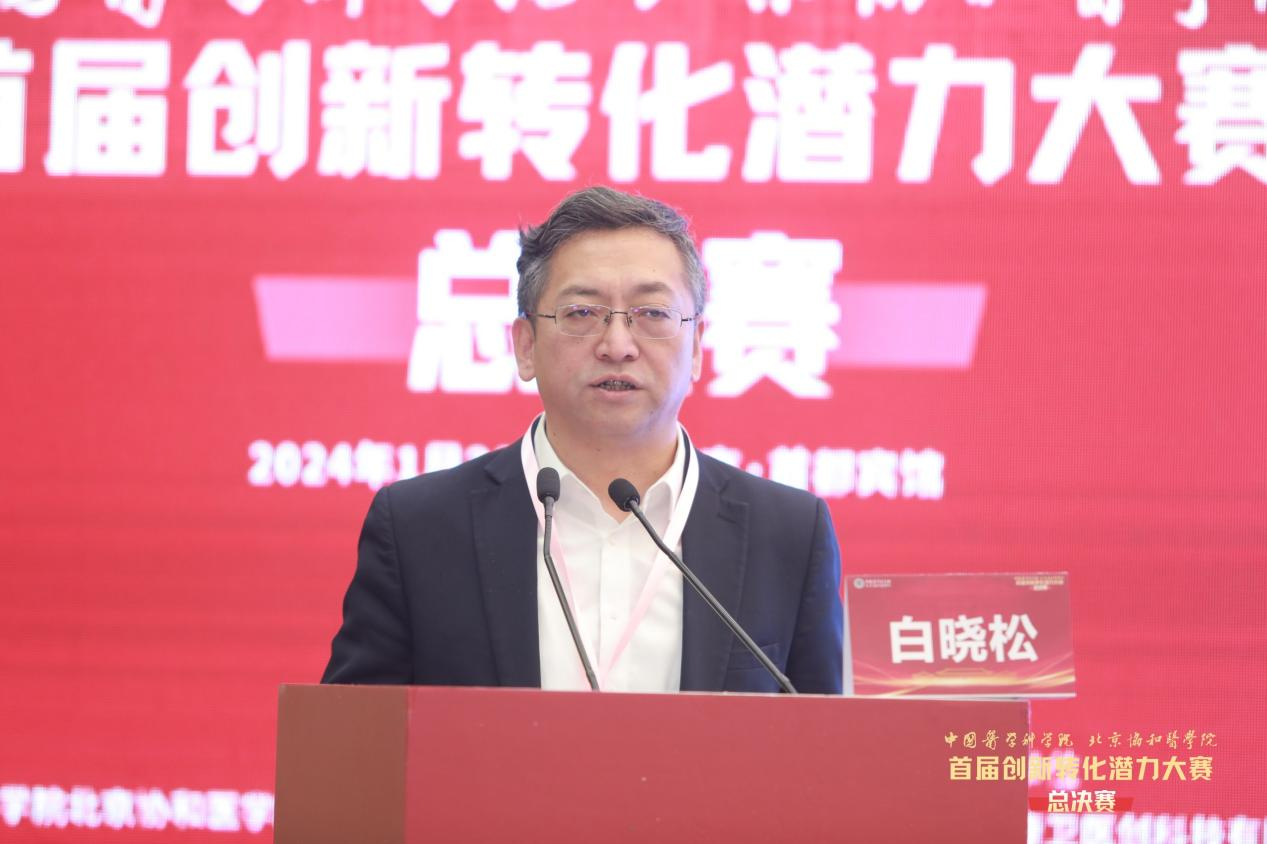 首届创新转化潜力大赛
总 赛
2024年1月
首都宾馆
白晓松
中国医学科学院 北京协和医学院
首届创新转化潜力大赛
总决赛
学院北京协和医学